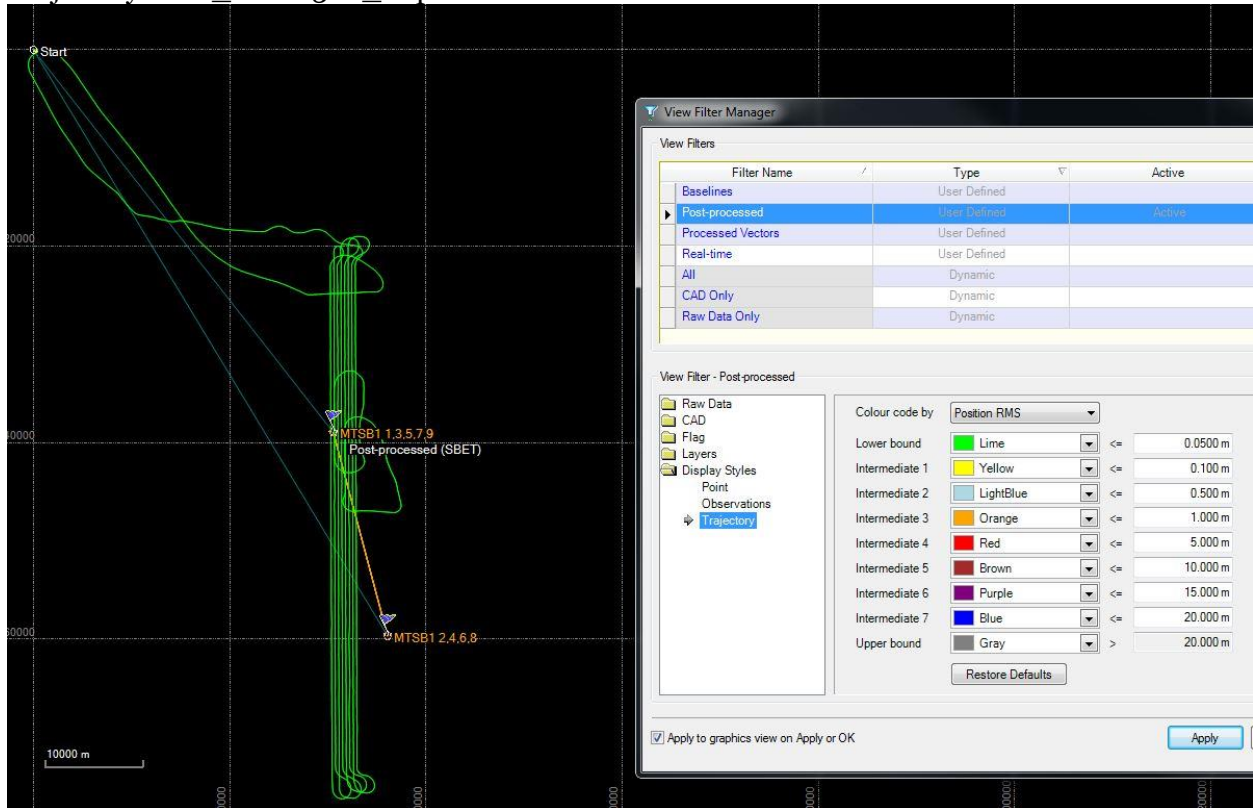 Start
20000
MTSB1 1,3,5,7,9
Post-processed (SBET)
MTSB1 2,4,6,8
10000 m
View Filter Manager
View Filters
Filter Name Type Active
Baselines User Defined
Post-processed User Defined Active
Processed Vectors User Defined
Real-time User Defined
All Dynamic
CAD Only Dynamic
Raw Data Only Dynamic
View Filter - Post-processed
Raw Data
CAD
Flag
Layers
Display Styles
Point
Observations
Trajectory
Colour code by Position RMS
Lower bound Lime <= 0.0500 m
Intermediate 1 Yellow <= 0.100 m
Intermediate 2 LightBlue <= 0.500 m
Intermediate 3 Orange <= 1.000 m
Intermediate 4 Red <= 5.000 m
Intermediate 5 Brown <= 10.000 m
Intermediate 6 Purple <= 15.000 m
Intermediate 7 Blue <= 20.000 m
Upper bound Gray > 20.000 m
Restore Defaults
Apply to graphics view on Apply or OK
Apply